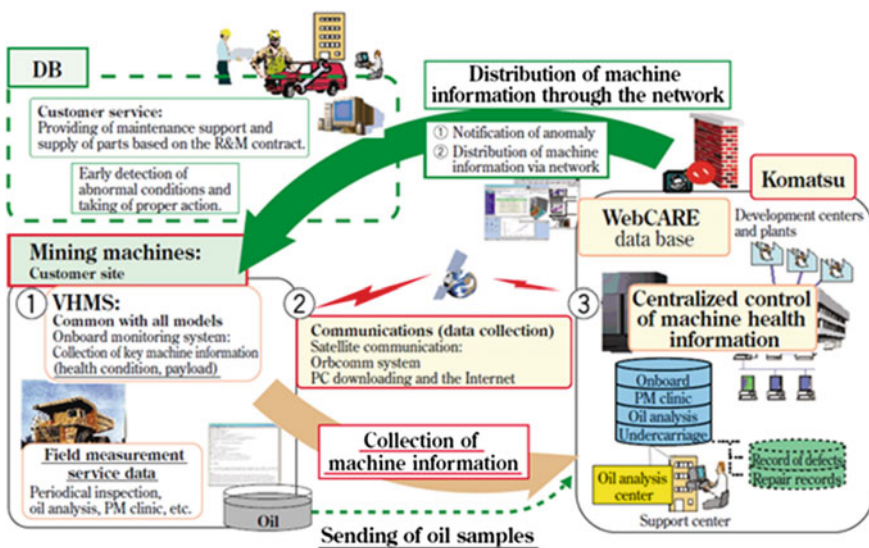 DB
Customer service:
Providing of maintenance support and
supply of parts based on the R&M contract.
Early detection of
abnormal conditions and
taking of proper action.
Distribution of machine
information through the network
① Notification of anomaly
② Distribution of machine
information via network
Komatsu
WebCARE
data base
Development centers
and plants
Mining machines:
Customer site
① VHMS:
Common with all models
Onboard monitoring system:
Collection of key machine information
(health condition, payload)
②
Communications (data collection)
Satellite communication:
Orbcomm system
PC downloading and the Internet
③ Centralized control
of machine health
information
Onboard
PM clinic
Oil analysis
Undercarriage
Record of defects
Repair records
Oil analysis
center
Support center
Field measurement
service data
Periodical inspection,
oil analysis, PM clinic, etc.
Oil
Collection of
machine information
Sending of oil samples